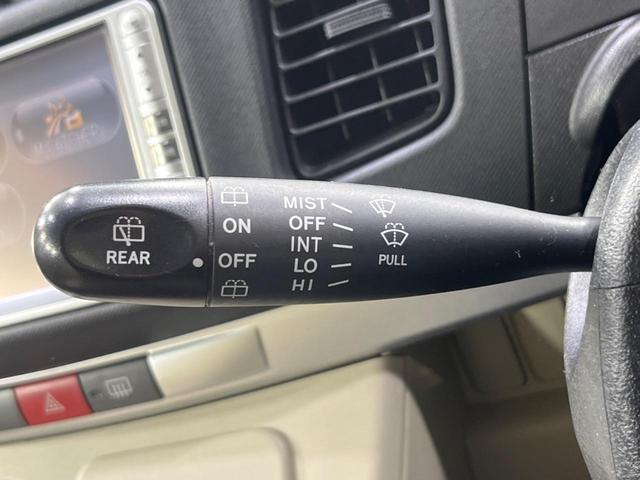 REAR
ON
OFF
MIST
OFF
INT
LO
HI
PULL